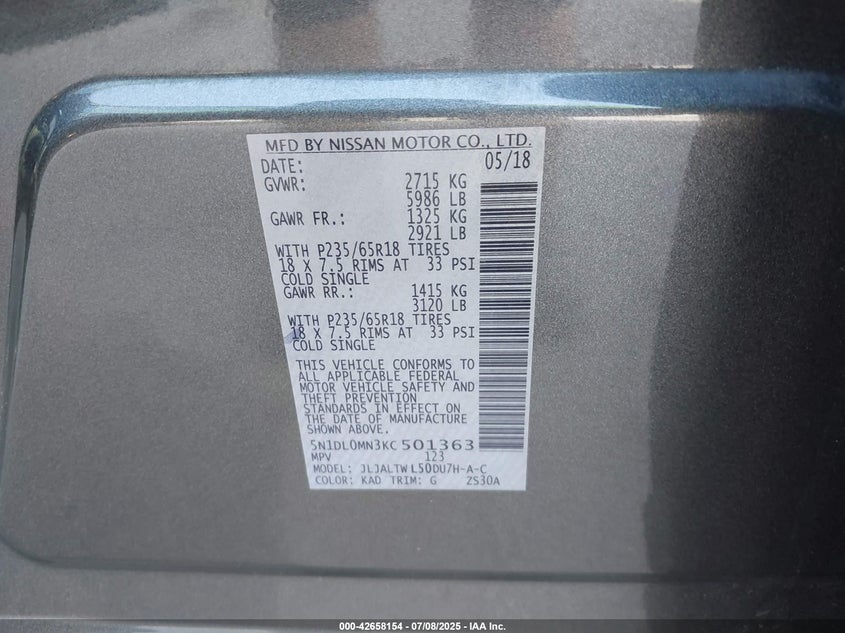 MFD BY NISSAN MOTOR CO., LTD.
DATE: 05/18
GVWR: 2715 KG
5986 LB
GAWR FR.: 1325 KG
2921 LB
WITH P235/65R18 TIRES
18 X 7.5 RIMS AT 33 PSI
COLD SINGLE
GAWR RR.: 1415 KG
3120 LB
WITH P235/65R18 TIRES
18 X 7.5 RIMS AT 33 PSI
COLD SINGLE
THIS VEHICLE CONFORMS TO
ALL APPLICABLE FEDERAL
MOTOR VEHICLE SAFETY AND
THEFT PREVENTION
STANDARDS IN EFFECT ON
THE DATE OF MANUFACTURE
SHOWN ABOVE.
5N1DL0MN3KC501363
MPV 123
MODEL: JLJALTWL50DU7H-A-C
COLOR: KAD TRIM: G ZS30A
000-42658154 - 07/08/2025 - IAA Inc.